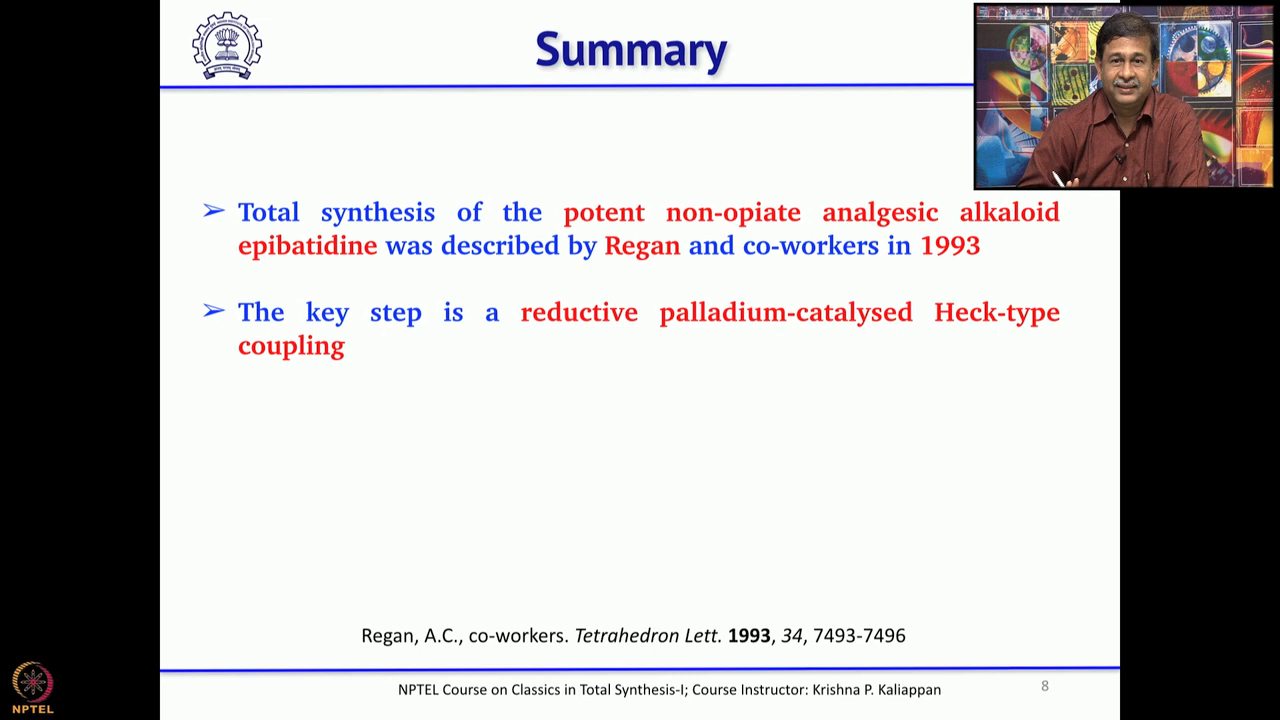 Summary
➢ Total synthesis of the potent non-opiate analgesic alkaloid
epibatidine was described by Regan and co-workers in 1993
➢ The key step is a reductive palladium-catalysed Heck-type
coupling
Regan, A.C., co-workers. Tetrahedron Lett. 1993, 34, 7493-7496
NPTEL Course on Classics in Total Synthesis-I; Course Instructor: Krishna P. Kaliappan
8
NPTEL